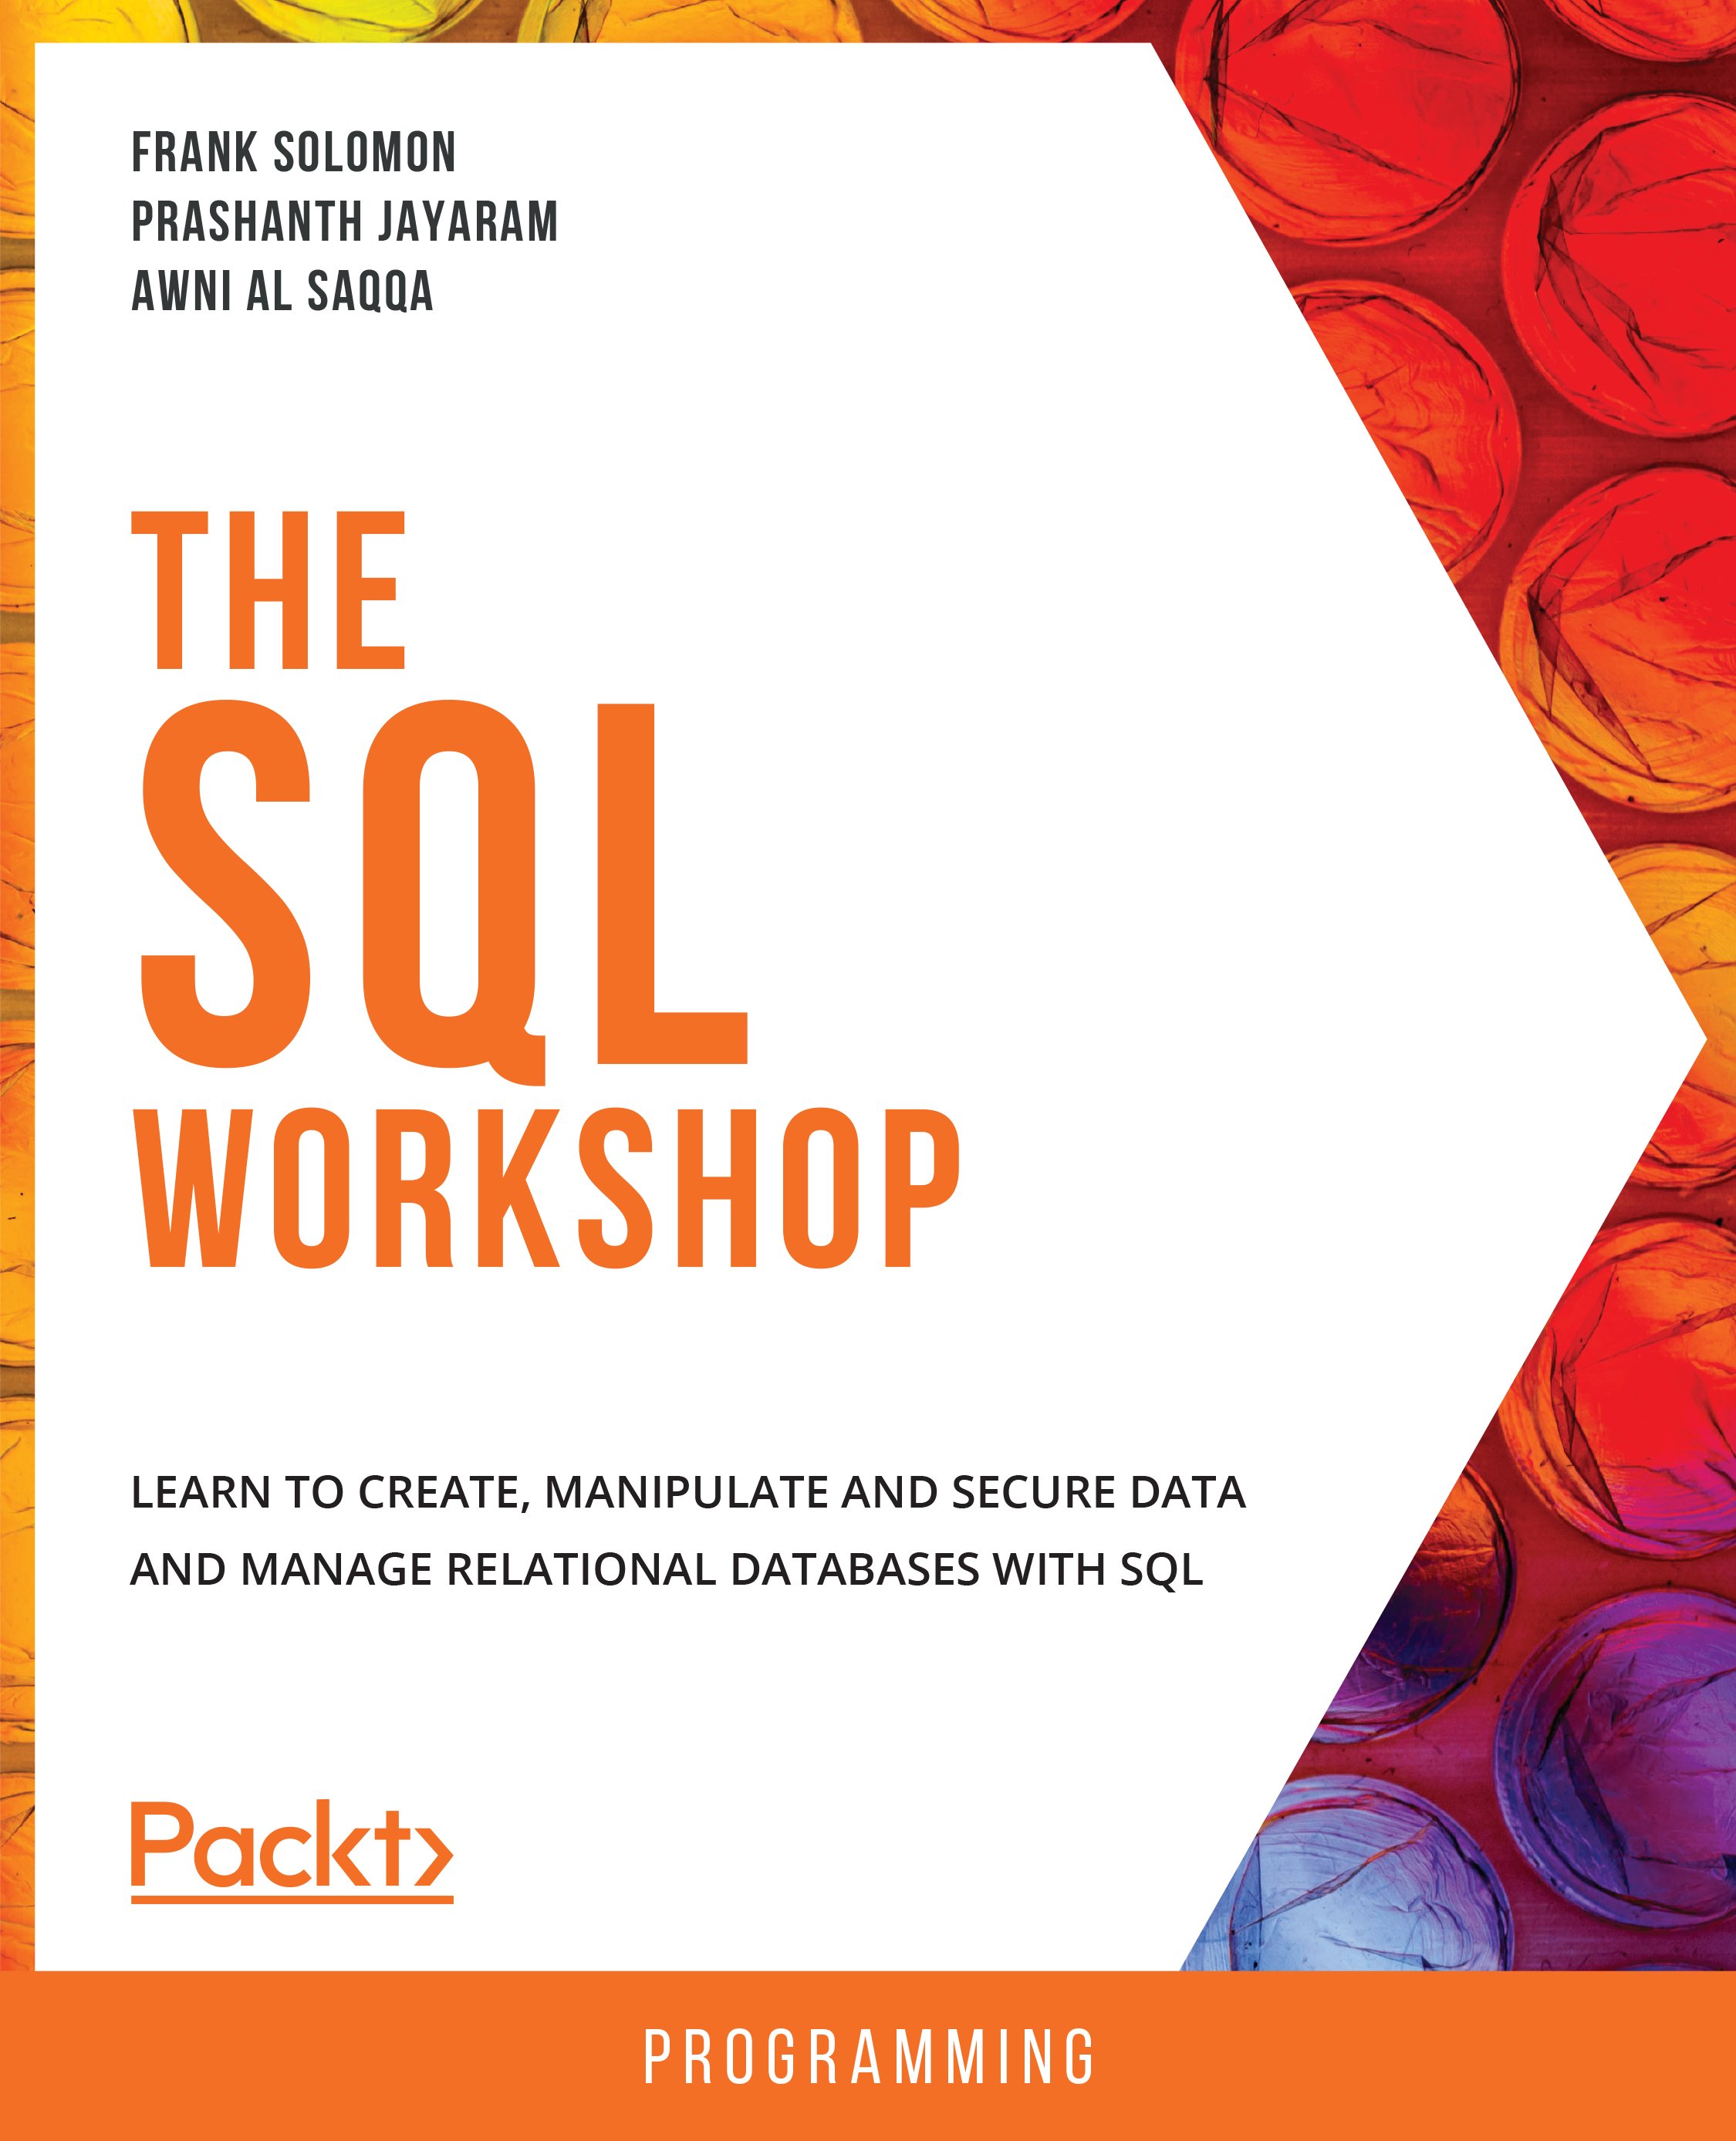 FRANK SOLOMON
PRASHANTH JAYARAM
AWNI AL SAQQA
THE
SQL
WORKSHOP
LEARN TO CREATE, MANIPULATE AND SECURE DATA
AND MANAGE RELATIONAL DATABASES WITH SQL
Packt
PROGRAMMING